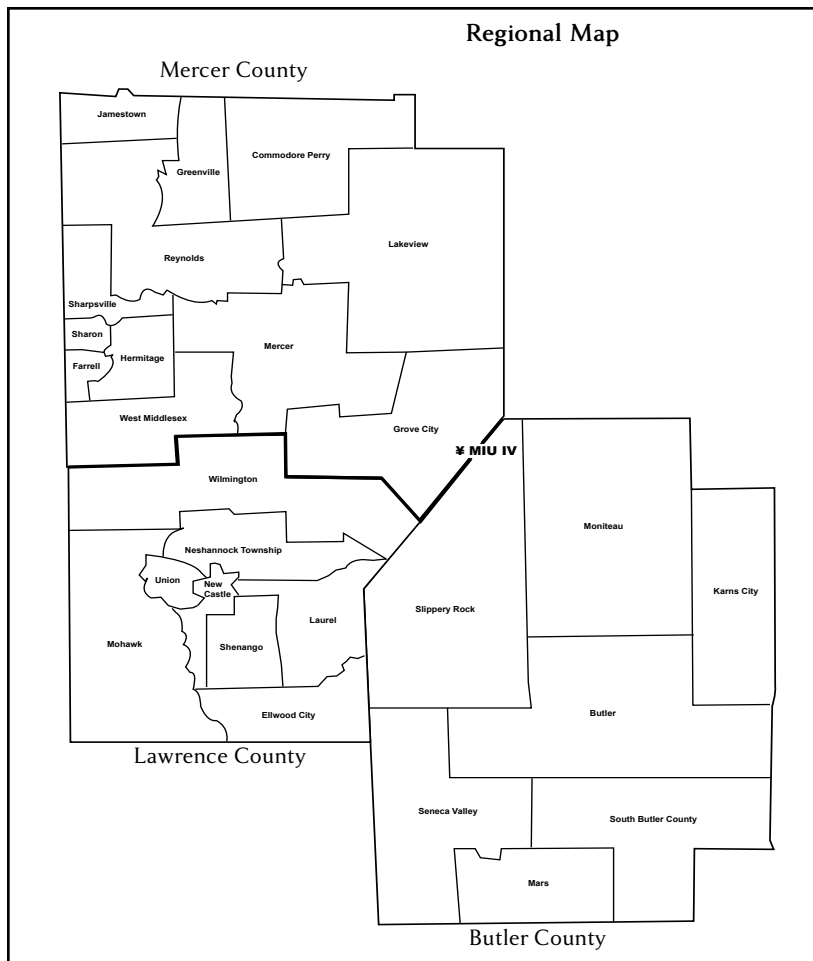 Regional Map
Mercer County
Jamestown
Greenville
Commodore Perry
Lakeview
Reynolds
Sharpsville
Sharon
Hermitage
Mercer
Farrell
West Middlesex
Grove City
¥ MIU IV
Wilmington
Moniteau
Neshannock Township
Union
New
Castle
Karns City
Slippery Rock
Laurel
Mohawk
Shenango
Ellwood City
Butler
Lawrence County
Seneca Valley
South Butler County
Mars
Butler County